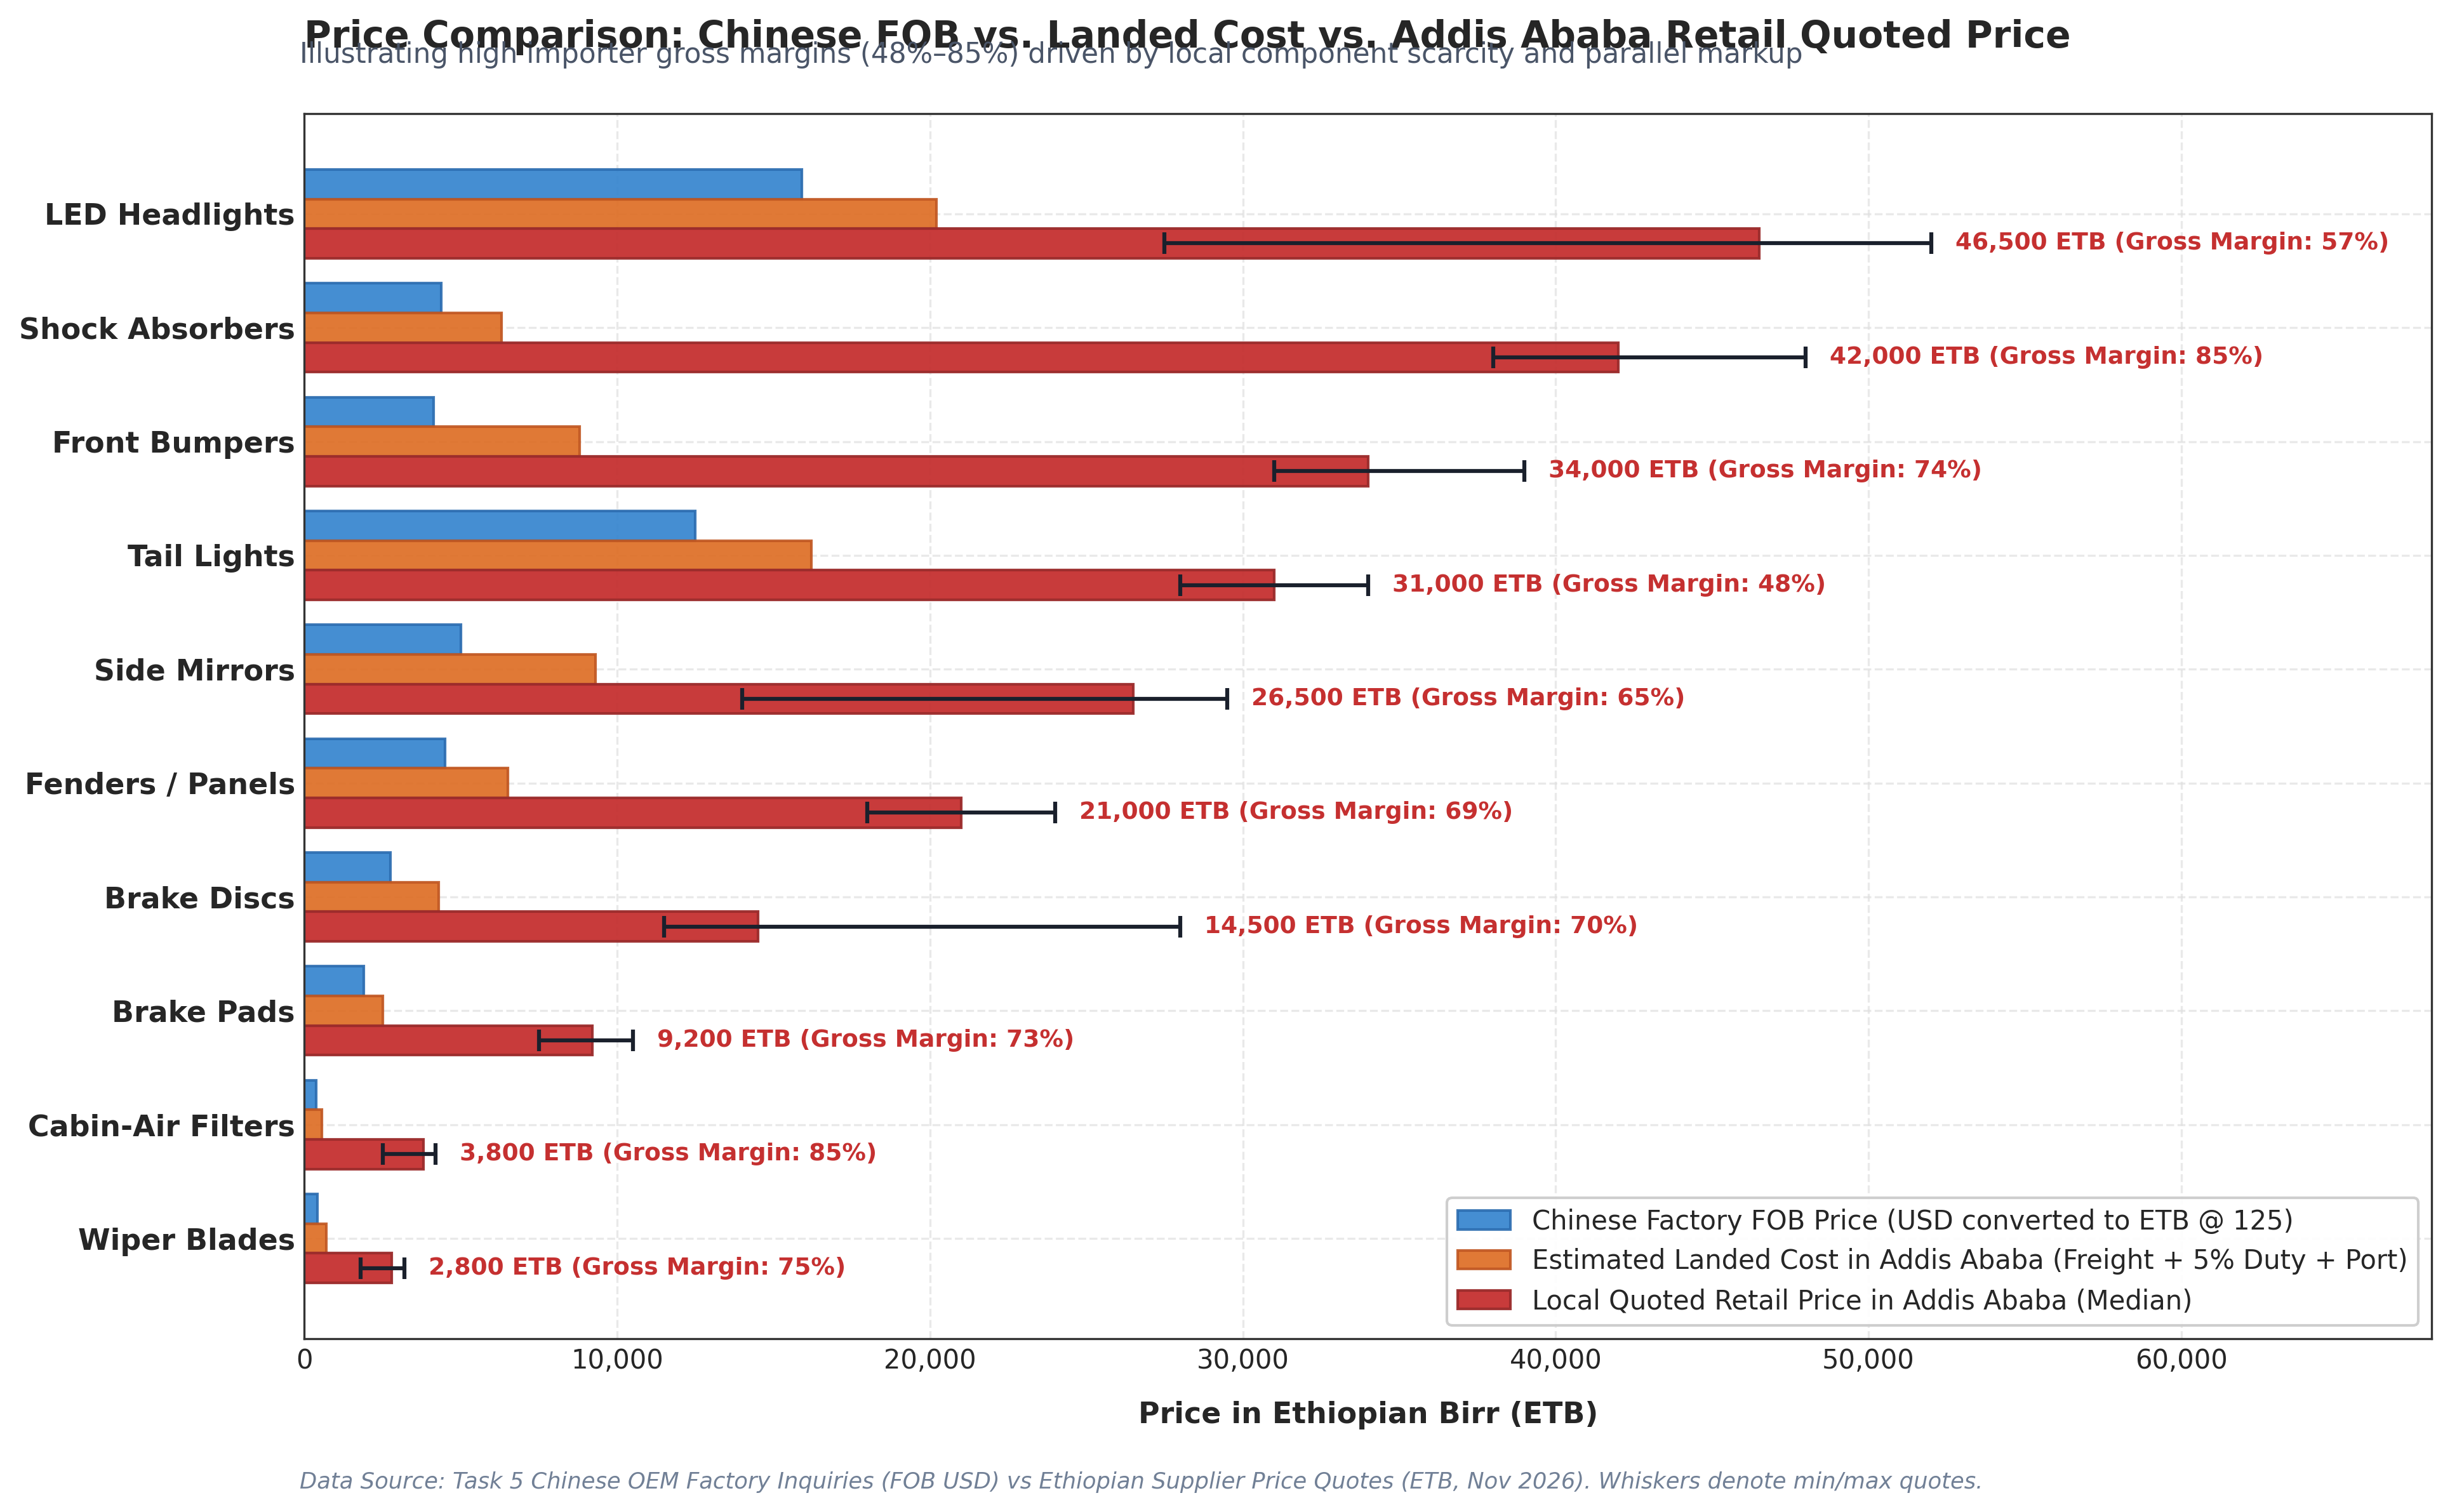 Price Comparison: Chinese FOB vs. Landed Cost vs. Addis Ababa Retail Quoted Price
Illustrating high importer gross margins (48%–85%) driven by local component scarcity and parallel markup
LED Headlights
46,500 ETB (Gross Margin: 57%)
Shock Absorbers
42,000 ETB (Gross Margin: 85%)
Front Bumpers
34,000 ETB (Gross Margin: 74%)
Tail Lights
31,000 ETB (Gross Margin: 48%)
Side Mirrors
26,500 ETB (Gross Margin: 65%)
Fenders / Panels
21,000 ETB (Gross Margin: 69%)
Brake Discs
14,500 ETB (Gross Margin: 70%)
Brake Pads
9,200 ETB (Gross Margin: 73%)
Cabin-Air Filters
3,800 ETB (Gross Margin: 85%)
Wiper Blades
2,800 ETB (Gross Margin: 75%)
Chinese Factory FOB Price (USD converted to ETB @ 125)
Estimated Landed Cost in Addis Ababa (Freight + 5% Duty + Port)
Local Quoted Retail Price in Addis Ababa (Median)
0 10,000 20,000 30,000 40,000 50,000 60,000
Price in Ethiopian Birr (ETB)
Data Source: Task 5 Chinese OEM Factory Inquiries (FOB USD) vs Ethiopian Supplier Price Quotes (ETB, Nov 2026). Whiskers denote min/max quotes.